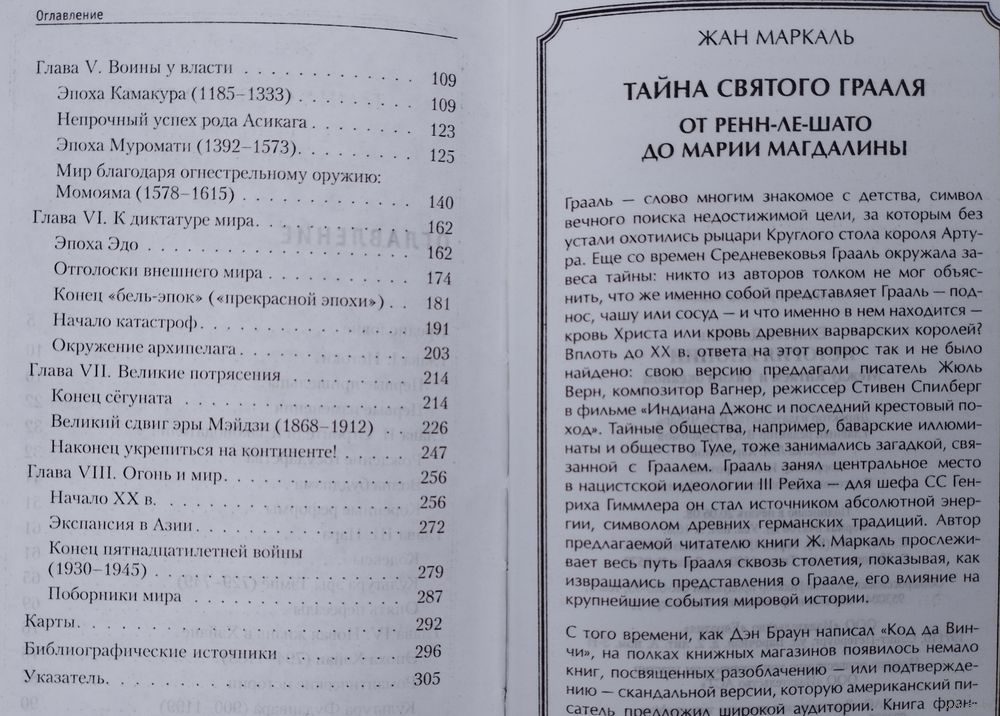 Оглавление
Глава V. Воины у власти . . . . . . . . . . . . . . . . . 109
Эпоха Камакура (1185–1333) . . . . . . . . . . . . 109
Непрочный успех рода Асикага . . . . . . . . . . . 123
Эпоха Муромати (1392–1573). . . . . . . . . . . . 125
Мир благодаря огнестрельному оружию:
Момояма (1578–1615) . . . . . . . . . . . . . . . . 140
Глава VI. К диктатуре мира. . . . . . . . . . . . . . . 162
Эпоха Эдо . . . . . . . . . . . . . . . . . . . . . . . . 162
Отголоски внешнего мира . . . . . . . . . . . . . . 174
Конец «бель-эпок» («прекрасной эпохи») . . 181
Начало катастроф. . . . . . . . . . . . . . . . . . . . 191
Окружение архипелага . . . . . . . . . . . . . . . . 203
Глава VII. Великие потрясения . . . . . . . . . . . . 214
Конец сёгуната . . . . . . . . . . . . . . . . . . . . . 214
Великий сдвиг эры Мэйдзи (1868–1912) . . . . 226
Наконец укрепиться на континенте! . . . . . . . 247
Глава VIII. Огонь и мир. . . . . . . . . . . . . . . . . . 256
Начало XX в. . . . . . . . . . . . . . . . . . . . . . . . 256
Экспансия в Азии. . . . . . . . . . . . . . . . . . . . 272
Конец пятнадцатилетней войны
(1930–1945) . . . . . . . . . . . . . . . . . . . . . . . 279
Поборники мира . . . . . . . . . . . . . . . . . . . . 287
Карты. . . . . . . . . . . . . . . . . . . . . . . . . . . . . 292
Библиографические источники . . . . . . . . . . . . 296
Указатель. . . . . . . . . . . . . . . . . . . . . . . . . . . 305
ЖАН МАРКАЛЬ
ТАЙНА СВЯТОГО ГРААЛЯ
ОТ РЕНН-ЛЕ-ШАТО
ДО МАРИИ МАГДАЛИНЫ
Грааль — слово многим знакомое с детства, символ
вечного поиска недостижимой цели, за которым без
устали охотились рыцари Круглого стола короля Арту-
ра. Еще со времен Средневековья Грааль окружала за-
веса тайны: никто из авторов толком не мог объяс-
нить, что же именно собой представляет Грааль — под-
нос, чашу или сосуд — и что именно в нем находится —
кровь Христа или кровь древних варварских королей?
Вплоть до XX в. ответа на этот вопрос так и не было
найдено: свою версию предлагали писатель Жюль
Верн, композитор Вагнер, режиссер Стивен Спилберг
в фильме «Индиана Джонс и последний крестовый по-
ход». Тайные общества, например, баварские иллюми-
наты и общество Туле, тоже занимались загадкой, свя-
занной с Граалем. Грааль занял центральное место
в нацистской идеологии III Рейха — для шефа СС Ген-
риха Гиммлера он стал источником абсолютной энер-
гии, символом древних германских традиций. Автор
предлагаемой читателю книги Ж. Маркаль прослежи-
вает весь путь Грааля сквозь столетия, показывая, как
извращались представления о Граале, его влияние на
крупнейшие события мировой истории.
С того времени, как Дэн Браун написал «Код да Вин-
чи», на полках книжных магазинов появилось немало
книг, посвященных разоблачению — или подтвержде-
нию — скандальной версии, которую американский пи-
сатель предложил широкой аудитории. Книга фран-